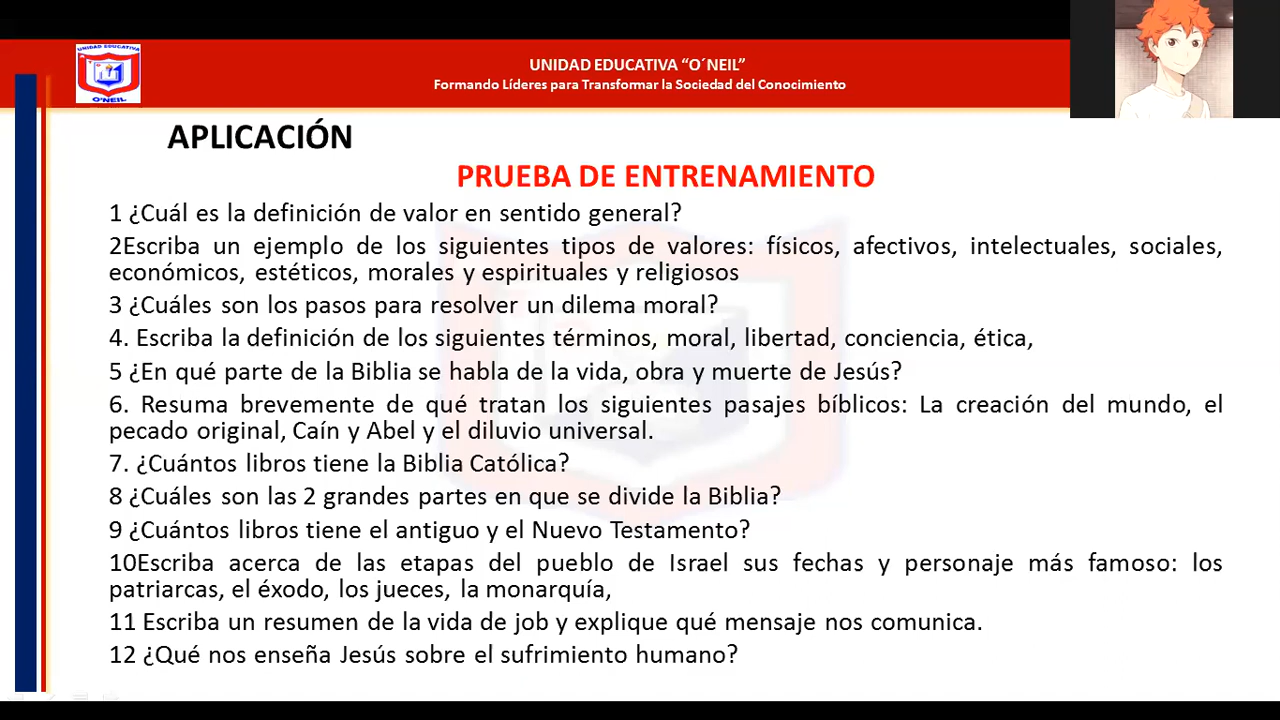 UNIDAD EDUCATIVA
O'NEIL
UNIDAD EDUCATIVA “O´NEIL”
Formando Líderes para Transformar la Sociedad del Conocimiento
APLICACIÓN
PRUEBA DE ENTRENAMIENTO
1 ¿Cuál es la definición de valor en sentido general?
2Escriba un ejemplo de los siguientes tipos de valores: físicos, afectivos, intelectuales, sociales,
económicos, estéticos, morales y espirituales y religiosos
3 ¿Cuáles son los pasos para resolver un dilema moral?
4. Escriba la definición de los siguientes términos, moral, libertad, conciencia, ética,
5 ¿En qué parte de la Biblia se habla de la vida, obra y muerte de Jesús?
6. Resuma brevemente de qué tratan los siguientes pasajes bíblicos: La creación del mundo, el
pecado original, Caín y Abel y el diluvio universal.
7. ¿Cuántos libros tiene la Biblia Católica?
8 ¿Cuáles son las 2 grandes partes en que se divide la Biblia?
9 ¿Cuántos libros tiene el antiguo y el Nuevo Testamento?
10Escriba acerca de las etapas del pueblo de Israel sus fechas y personaje más famoso: los
patriarcas, el éxodo, los jueces, la monarquía,
11 Escriba un resumen de la vida de job y explique qué mensaje nos comunica.
12 ¿Qué nos enseña Jesús sobre el sufrimiento humano?